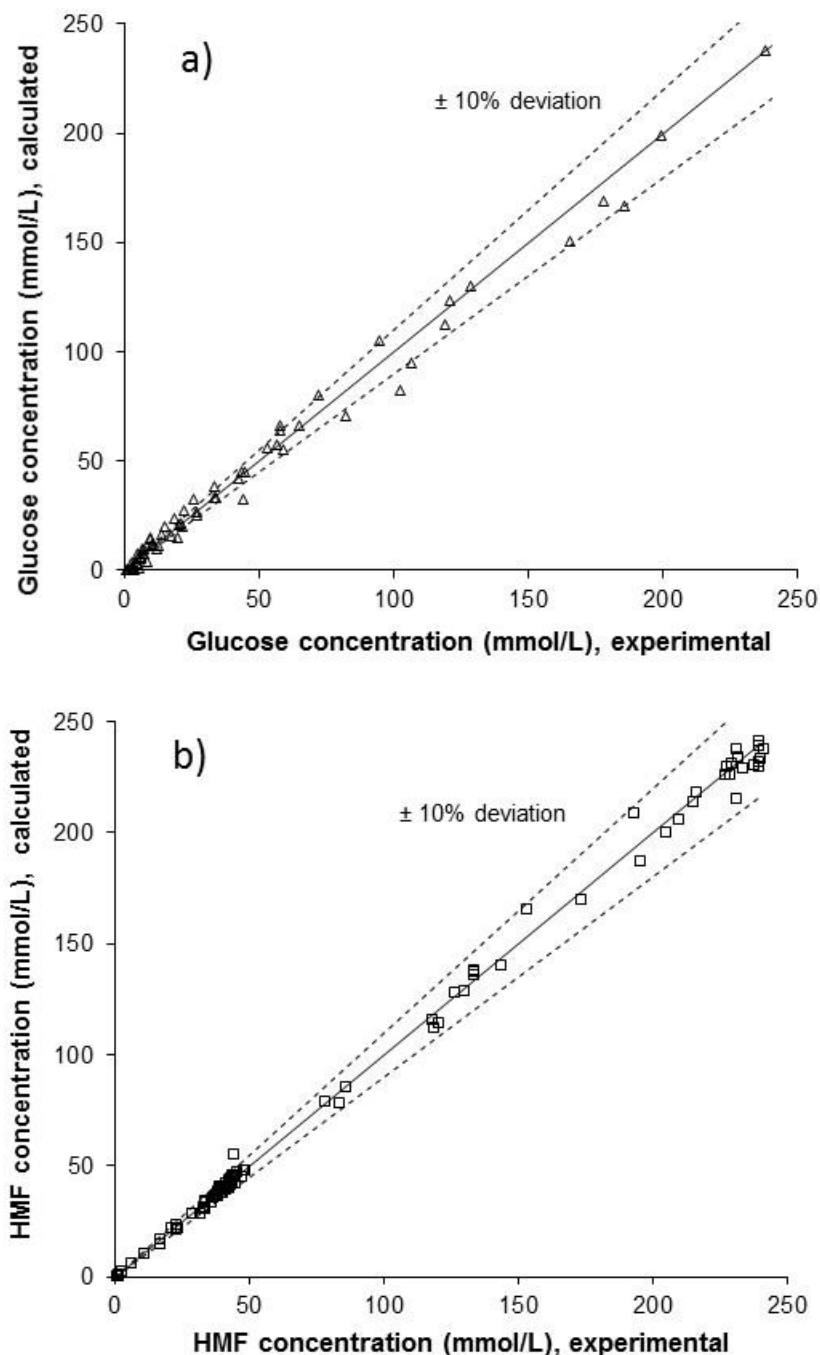 a)
± 10% deviation
Glucose concentration (mmol/L), calculated
250
200
150
100
50
0
0 50 100 150 200 250
Glucose concentration (mmol/L), experimental
b)
± 10% deviation
HMF concentration (mmol/L), calculated
250
200
150
100
50
0
0 50 100 150 200 250
HMF concentration (mmol/L), experimental